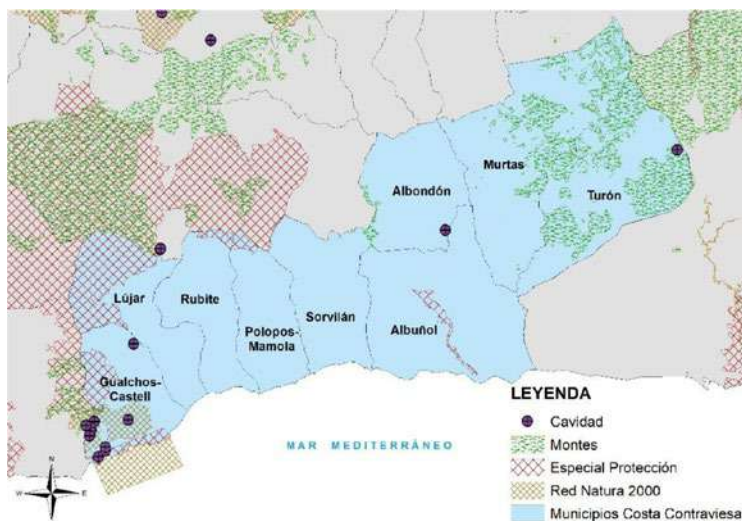 Albondón
Murtas
Turón
Lújar
Rubite
Sorvilán
Albuñol
Polopos-
Mamola
Gualchos-
Castell
MAR MEDITERRÁNEO
N
W
E
S
LEYENDA
Cavidad
Montes
Especial Protección
Red Natura 2000
Municipios Costa Contraviesa